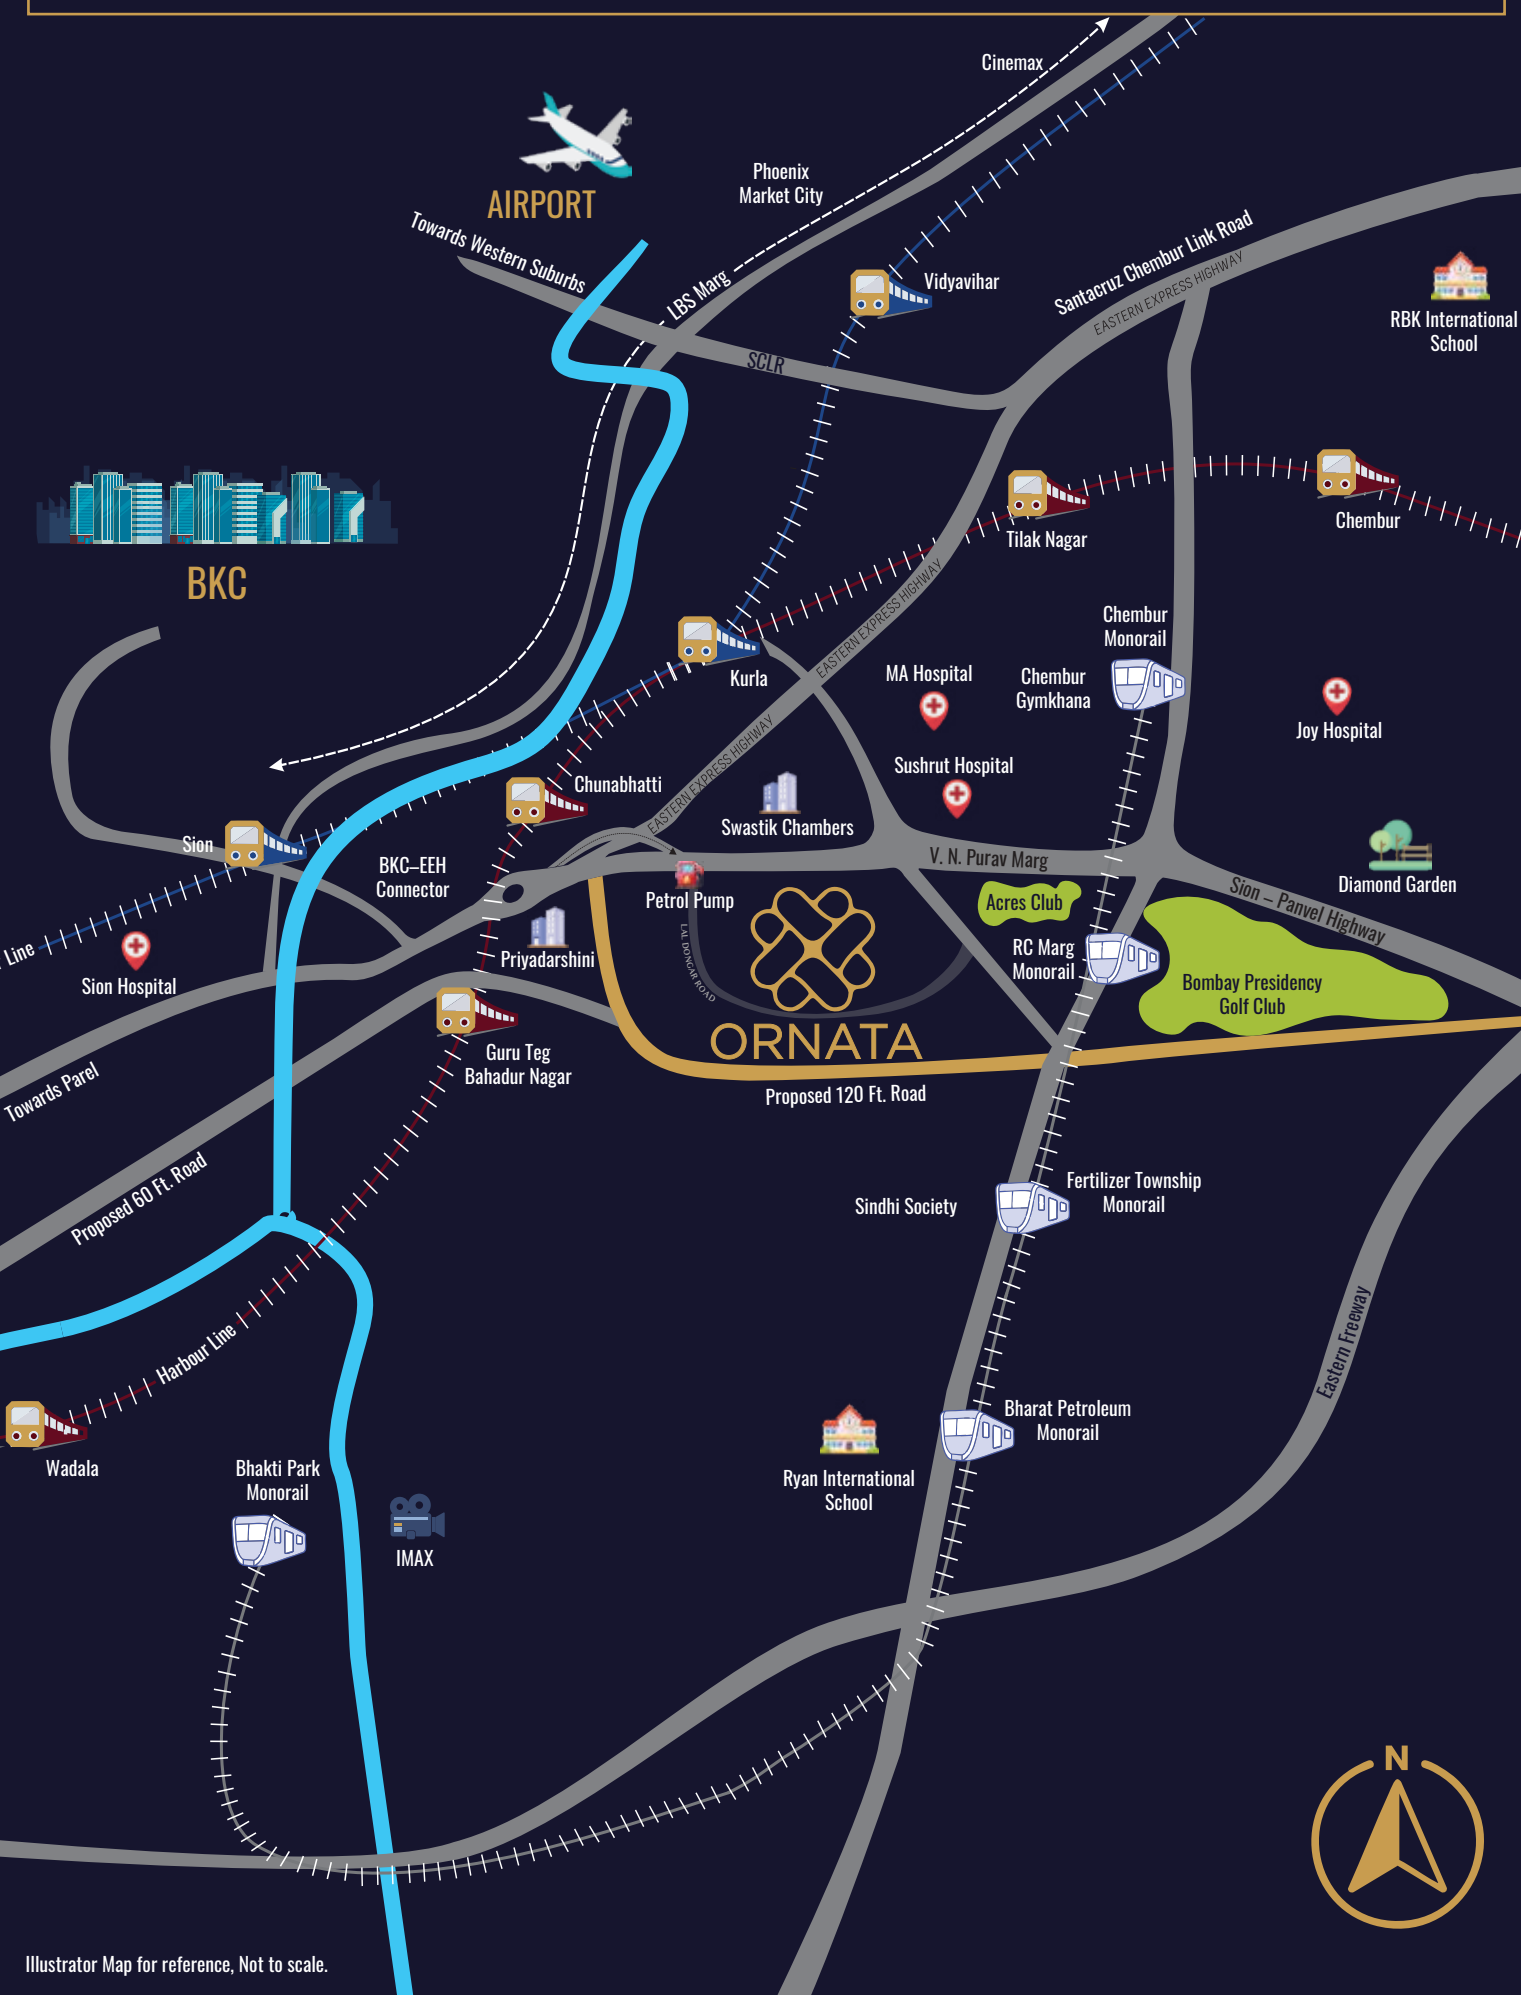 Cinemax
Phoenix
Market City
AIRPORT
Towards Western Suburbs
LBS Marg
Vidyavihar
Santacruz Chembur Link Road
EASTERN EXPRESS HIGHWAY
RBK International
School
SCLR
Tilak Nagar
Chembur
BKC
EASTERN EXPRESS HIGHWAY
Kurla
Chembur
Monorail
MA Hospital
Chembur
Gymkhana
Joy Hospital
EASTERN EXPRESS HIGHWAY
Sushrut Hospital
Chunabhatti
Swastik Chambers
Sion
BKC–EEH
Connector
V. N. Purav Marg
Diamond Garden
Petrol Pump
Acres Club
Sion – Panvel Highway
Line
Sion Hospital
Priyadarshini
LAL DONGAR ROAD
RC Marg
Monorail
Bombay Presidency
Golf Club
ORNATA
Guru Teg
Bahadur Nagar
Towards Parel
Proposed 120 Ft. Road
Proposed 60 Ft. Road
Sindhi Society
Fertilizer Township
Monorail
Harbour Line
Eastern Freeway
Wadala
Bharat Petroleum
Monorail
Bhakti Park
Monorail
Ryan International
School
IMAX
N
Illustrator Map for reference, Not to scale.